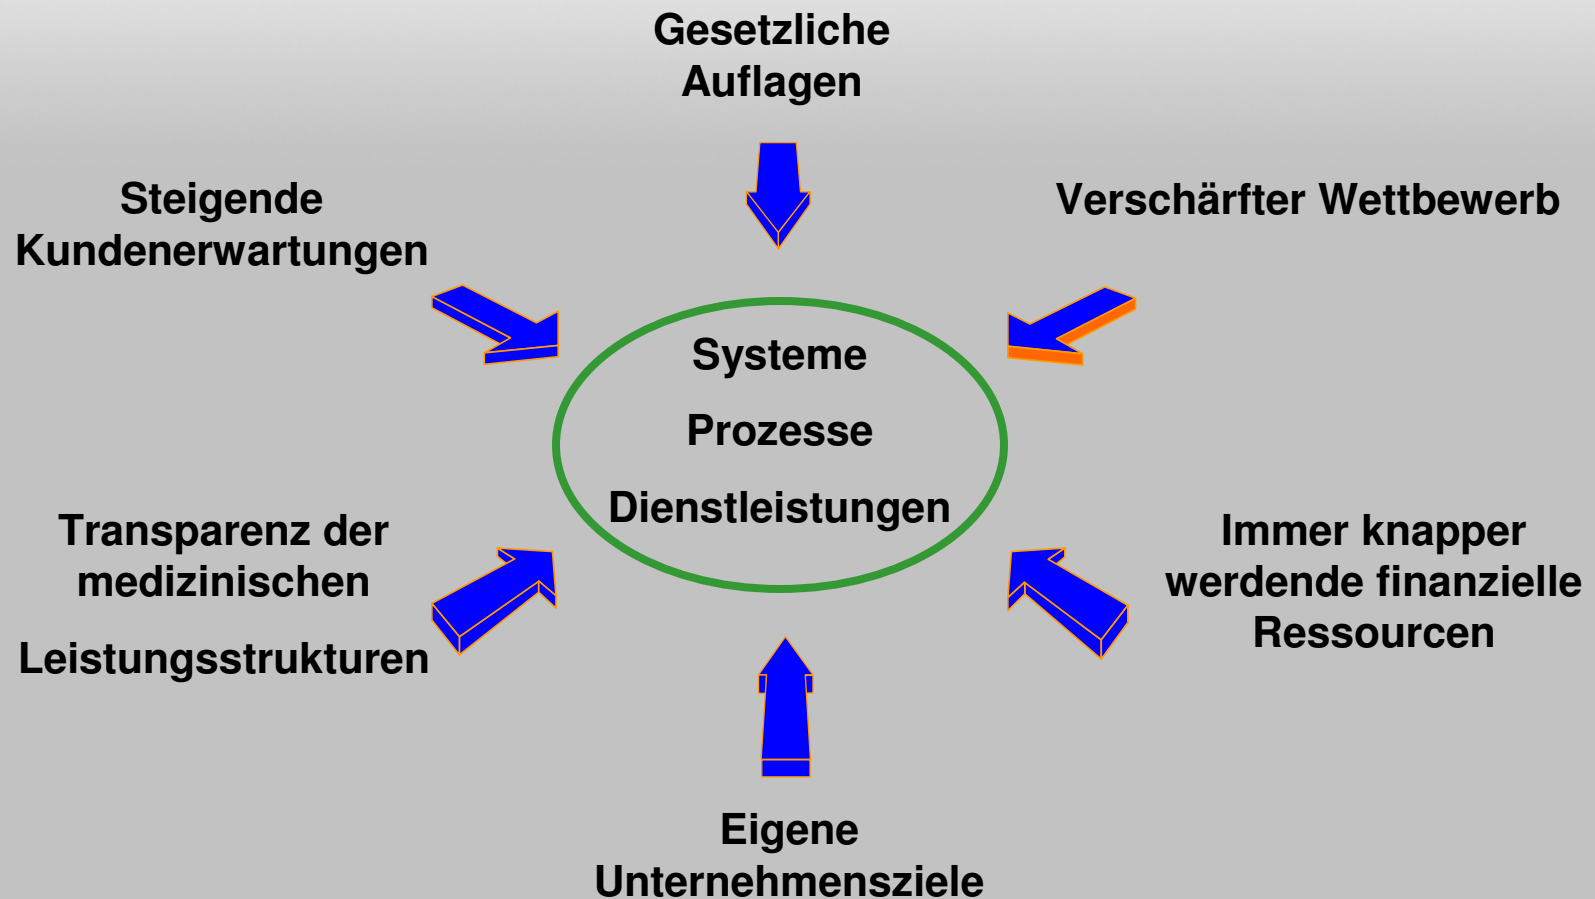 Gesetzliche
Auflagen
Steigende
Kundenerwartungen
Verschärfter Wettbewerb
Systeme
Prozesse
Dienstleistungen
Transparenz der
medizinischen
Leistungsstrukturen
Immer knapper
werdende finanzielle
Ressourcen
Eigene
Unternehmensziele